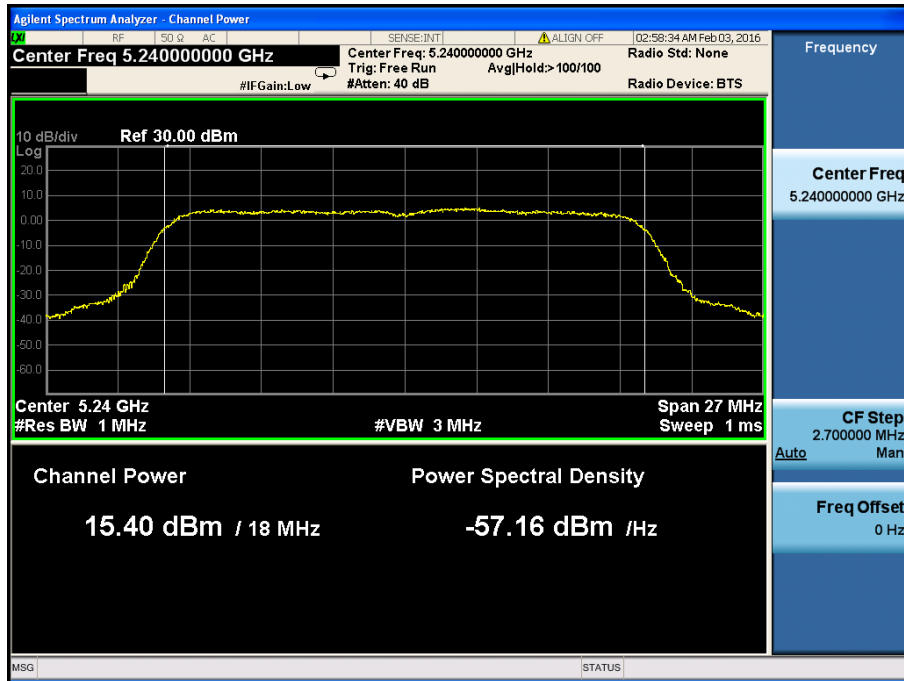 Agilent Spectrum Analyzer - Channel Power
LXI RF 50 Ω AC SENSE:INT ALIGN OFF 02:58:34 AM Feb 03, 2016
Center Freq 5.240000000 GHz
Center Freq: 5.240000000 GHz
Radio Std: None
Trig: Free Run Avg|Hold:>100/100
#IFGain:Low
#Atten: 40 dB
Radio Device: BTS
Frequency
10 dB/div Ref 30.00 dBm
Log
20.0
10.0
0.00
-10.0
-20.0
-30.0
-40.0
-50.0
-60.0
Center 5.24 GHz
Span 27 MHz
#Res BW 1 MHz
#VBW 3 MHz
Sweep 1 ms
Channel Power
Power Spectral Density
15.40 dBm / 18 MHz
-57.16 dBm /Hz
Center Freq
5.240000000 GHz
CF Step
2.700000 MHz
Auto Man
Freq Offset
0 Hz
MSG
STATUS